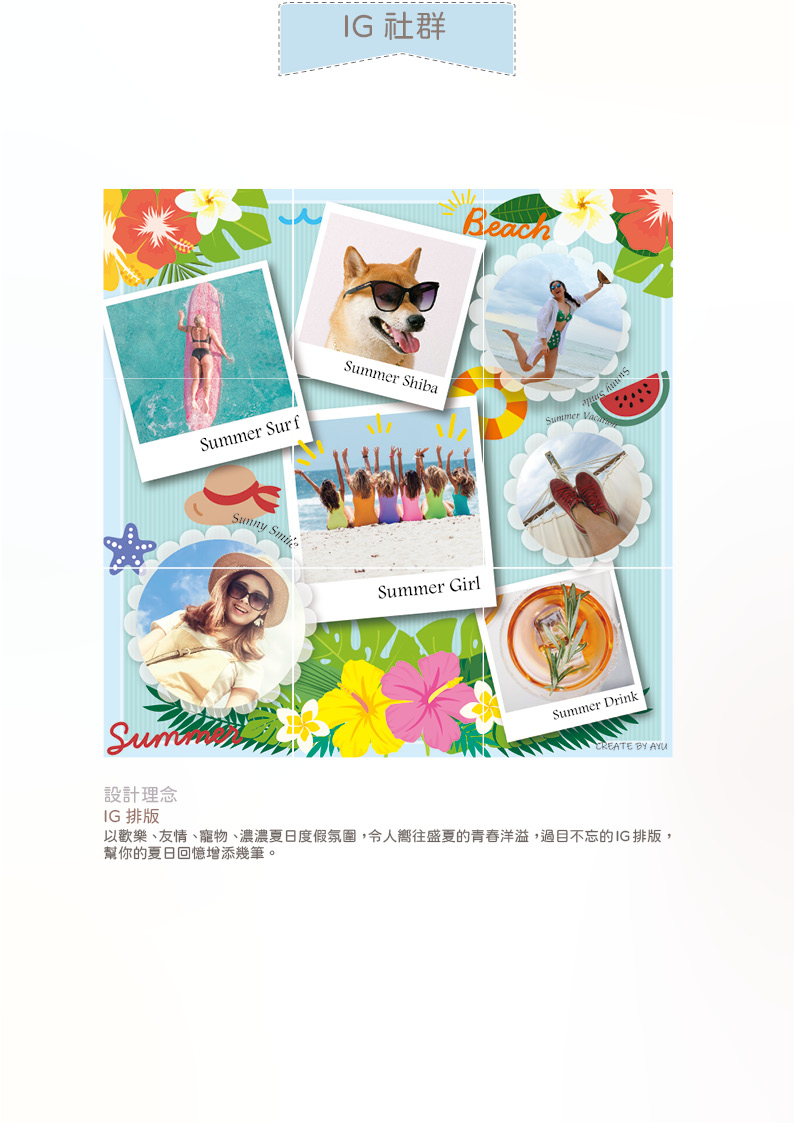 IG 社群
Beach
Summer Shiba
Sunny Smile
Summer Vacation
Summer Surf
Sunny Smile
Summer Girl
Summer Drink
Summer
CREATE BY AYU
設計理念
IG 排版
以歡樂、友情、寵物、濃濃夏日度假氛圍，令人嚮往盛夏的青春洋溢，過目不忘的IG排版，
幫你的夏日回憶增添幾筆。